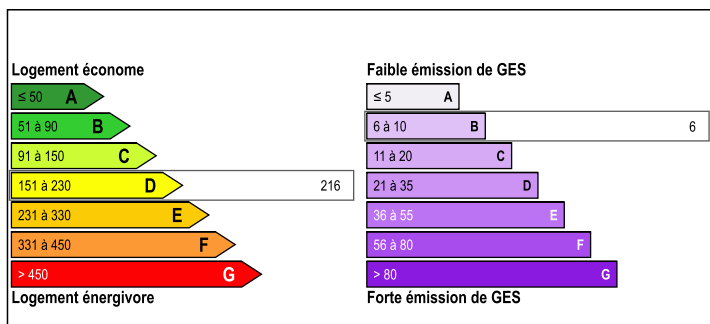 Logement économe
≤ 50 A
51 à 90 B
91 à 150 C
151 à 230 D 216
231 à 330 E
331 à 450 F
> 450 G
Logement énergivore
Faible émission de GES
≤ 5 A
6 à 10 B 6
11 à 20 C
21 à 35 D
36 à 55 E
56 à 80 F
> 80 G
Forte émission de GES